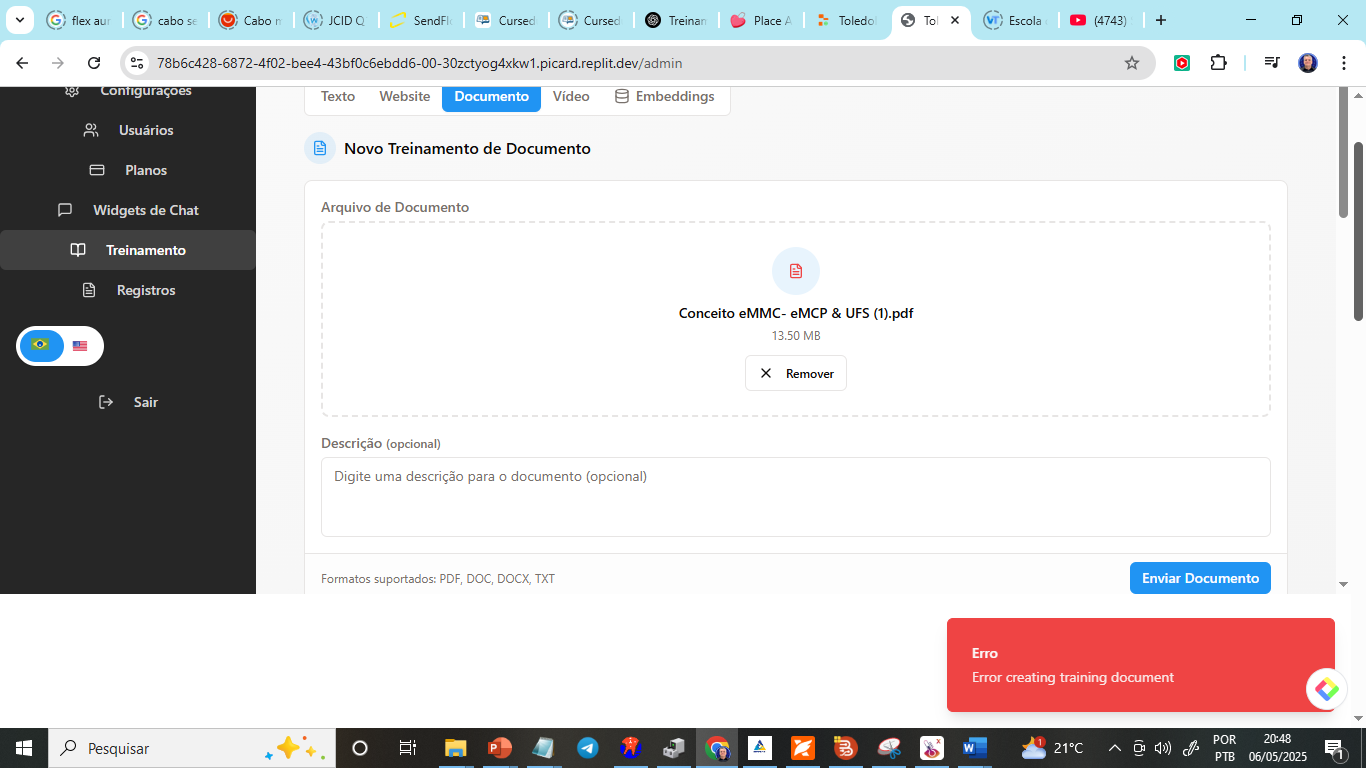 flex aur
cabo se
Cabo n
JCID Q
SendFl
Cursed
Cursed
Treinan
Place A
Toledo
Tol
Escola
(4743)
78b6c428-6872-4f02-bee4-43bf0c6ebdd6-00-30zctyog4xkw1.picard.replit.dev/admin
Configurações
Usuários
Planos
Widgets de Chat
Treinamento
Registros
Sair
Texto
Website
Documento
Vídeo
Embeddings
Novo Treinamento de Documento
Arquivo de Documento
Conceito eMMC- eMCP & UFS (1).pdf
13.50 MB
Remover
Descrição (opcional)
Digite uma descrição para o documento (opcional)
Formatos suportados: PDF, DOC, DOCX, TXT
Enviar Documento
Erro
Error creating training document
Pesquisar
21°C
POR
PTB
20:48
06/05/2025
1